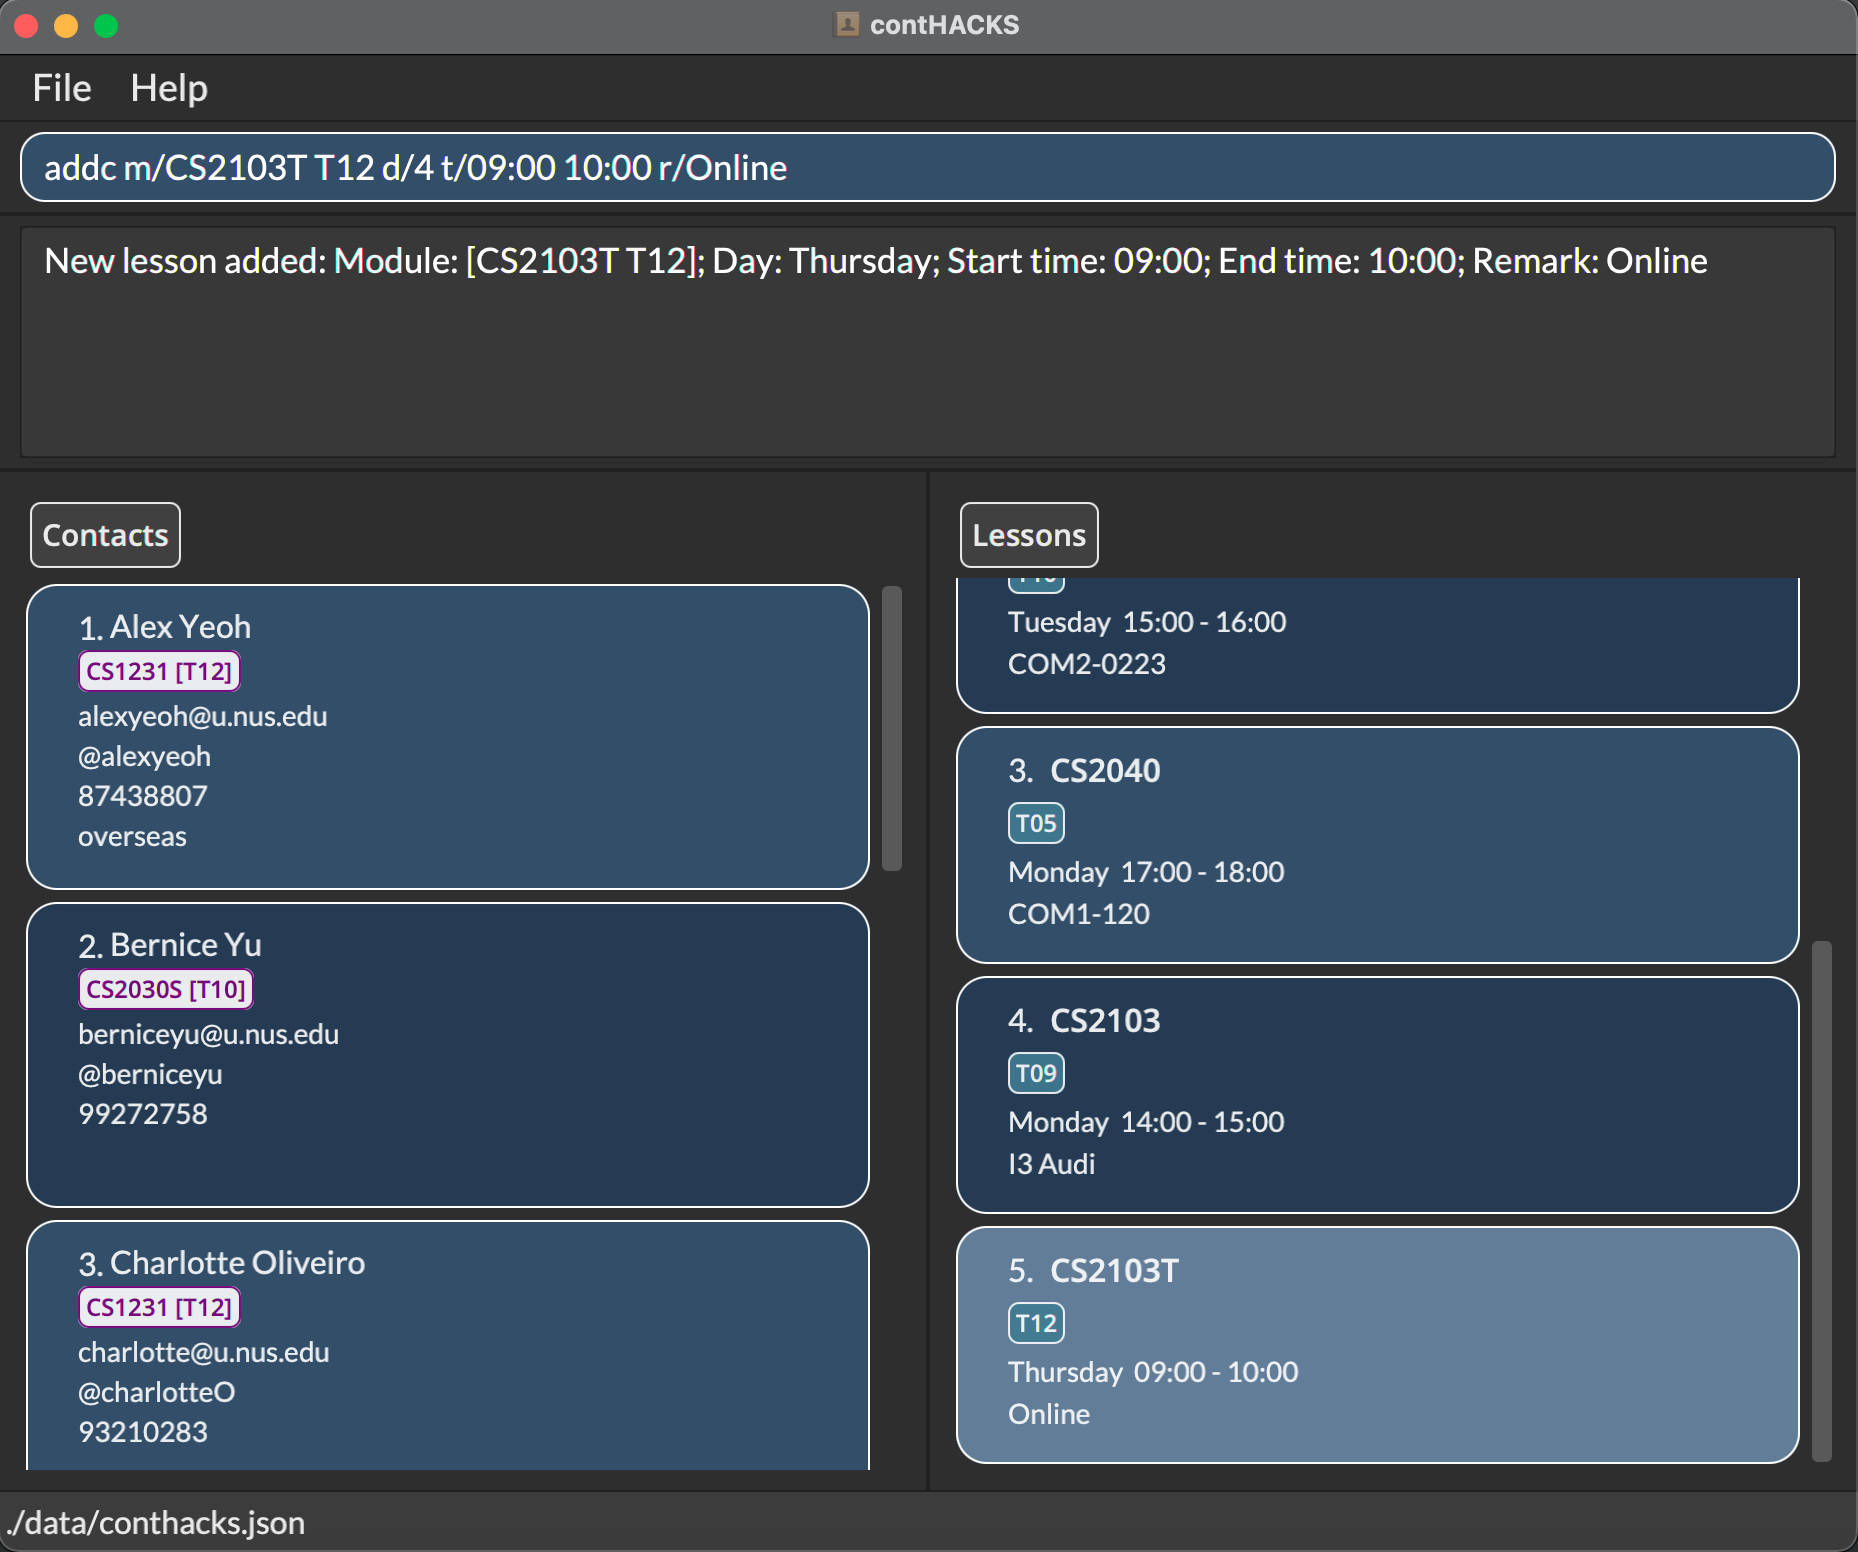 contHACKS
File Help
addc m/CS2103T T12 d/4 t/09:00 10:00 r/Online
New lesson added: Module: [CS2103T T12]; Day: Thursday; Start time: 09:00; End time: 10:00; Remark: Online
Contacts
1. Alex Yeoh
CS1231 [T12]
alexyeoh@u.nus.edu
@alexyeoh
87438807
overseas
2. Bernice Yu
CS2030S [T10]
berniceyu@u.nus.edu
@berniceyu
99272758
3. Charlotte Oliveiro
CS1231 [T12]
charlotte@u.nus.edu
@charlotteO
93210283
Lessons
Tuesday 15:00 - 16:00
COM2-0223
3. CS2040
T05
Monday 17:00 - 18:00
COM1-120
4. CS2103
T09
Monday 14:00 - 15:00
I3 Audi
5. CS2103T
T12
Thursday 09:00 - 10:00
Online
./data/conthacks.json